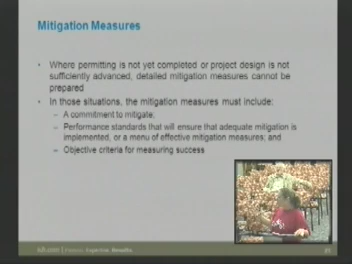 Mitigation Measures
• Where permitting is not yet completed or project design is not
sufficiently advanced, detailed mitigation measures cannot be
prepared
• In those situations, the mitigation measures must include:
– A commitment to mitigate;
– Performance standards that will ensure that adequate mitigation is
implemented, or a menu of effective mitigation measures; and
– Objective criteria for measuring success